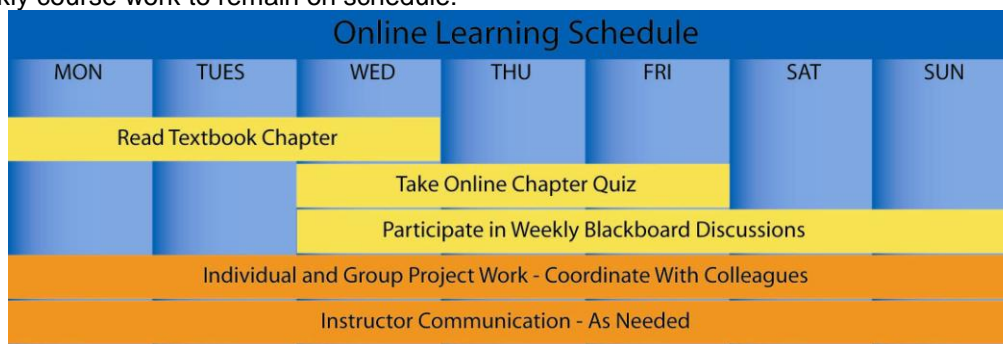 course work to remain on schedule.
Online Learning Schedule
MON TUES WED THU FRI SAT SUN
Read Textbook Chapter
Take Online Chapter Quiz
Participate in Weekly Blackboard Discussions
Individual and Group Project Work - Coordinate With Colleagues
Instructor Communication - As Needed